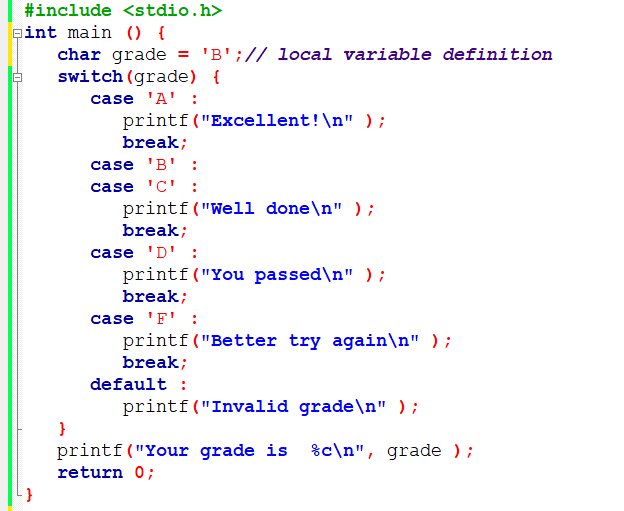 #include <stdio.h>
int main () {
   char grade = 'B';// local variable definition
   switch(grade) {
      case 'A' :
         printf("Excellent!\n" );
         break;
      case 'B' :
      case 'C' :
         printf("Well done\n" );
         break;
      case 'D' :
         printf("You passed\n" );
         break;
      case 'F' :
         printf("Better try again\n" );
         break;
      default :
         printf("Invalid grade\n" );
   }
   printf("Your grade is  %c\n", grade );
   return 0;
}